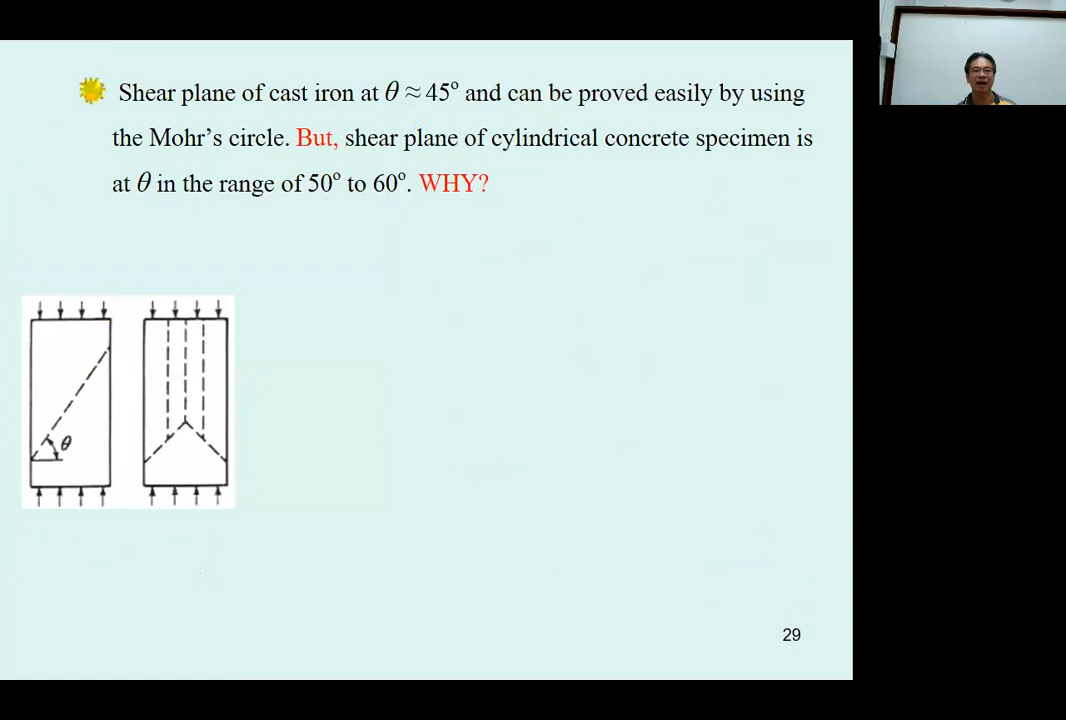 Shear plane of cast iron at θ ≈ 45° and can be proved easily by using
the Mohr's circle. But, shear plane of cylindrical concrete specimen is
at θ in the range of 50° to 60°. WHY?
θ
29